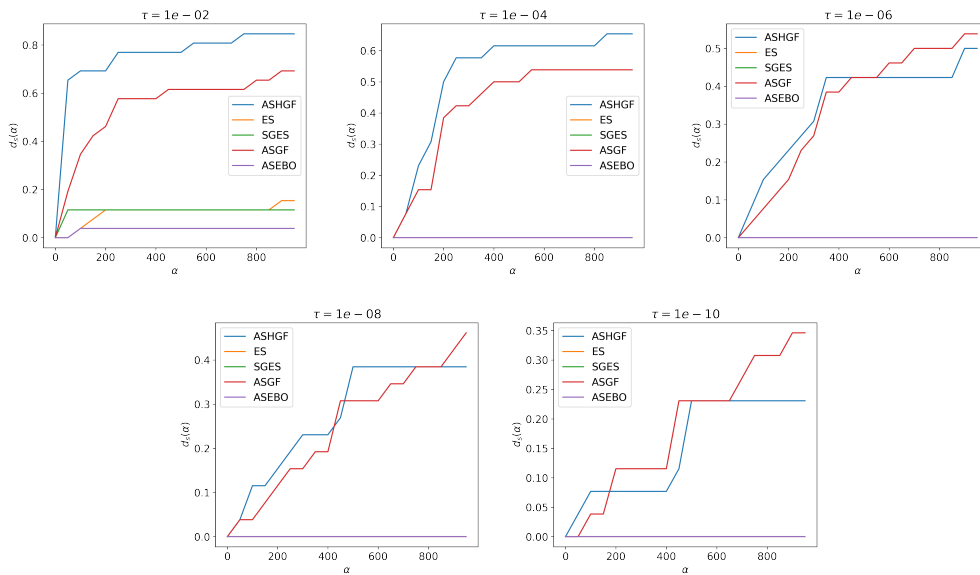 τ = 1e − 02
0.8
0.6
0.4
0.2
0.0
d_s(α)
ASHGF
ES
SGES
ASGF
ASEBO
0 200 400 600 800
α
τ = 1e − 04
0.6
0.5
0.4
0.3
0.2
0.1
0.0
d_s(α)
ASHGF
ES
SGES
ASGF
ASEBO
0 200 400 600 800
α
τ = 1e − 06
0.5
0.4
0.3
0.2
0.1
0.0
d_s(α)
ASHGF
ES
SGES
ASGF
ASEBO
0 200 400 600 800
α
τ = 1e − 08
0.4
0.3
0.2
0.1
0.0
d_s(α)
ASHGF
ES
SGES
ASGF
ASEBO
0 200 400 600 800
α
τ = 1e − 10
0.35
0.30
0.25
0.20
0.15
0.10
0.05
0.00
d_s(α)
ASHGF
ES
SGES
ASGF
ASEBO
0 200 400 600 800
α